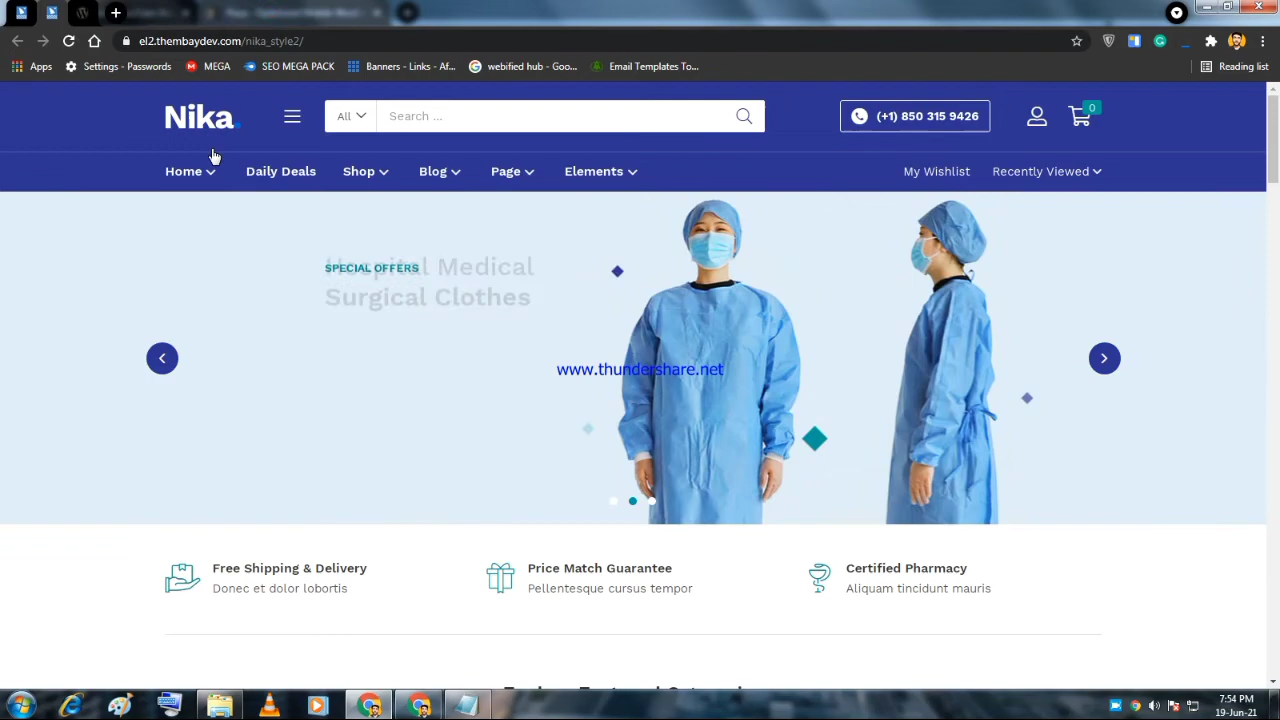 el2.thembaydev.com/nika_style2/
Apps
Settings - Passwords
MEGA
SEO MEGA PACK
Banners - Links - Af...
webified hub - Goo...
Email Templates To...
Reading list
Nika.
All
Search ...
(+1) 850 315 9426
0
Home
Daily Deals
Shop
Blog
Page
Elements
My Wishlist
Recently Viewed
SPECIAL OFFERS
Hospital Medical
Surgical Clothes
www.thundershare.net
Free Shipping & Delivery
Donec et dolor lobortis
Price Match Guarantee
Pellentesque cursus tempor
Certified Pharmacy
Aliquam tincidunt mauris
7:54 PM
19-Jun-21